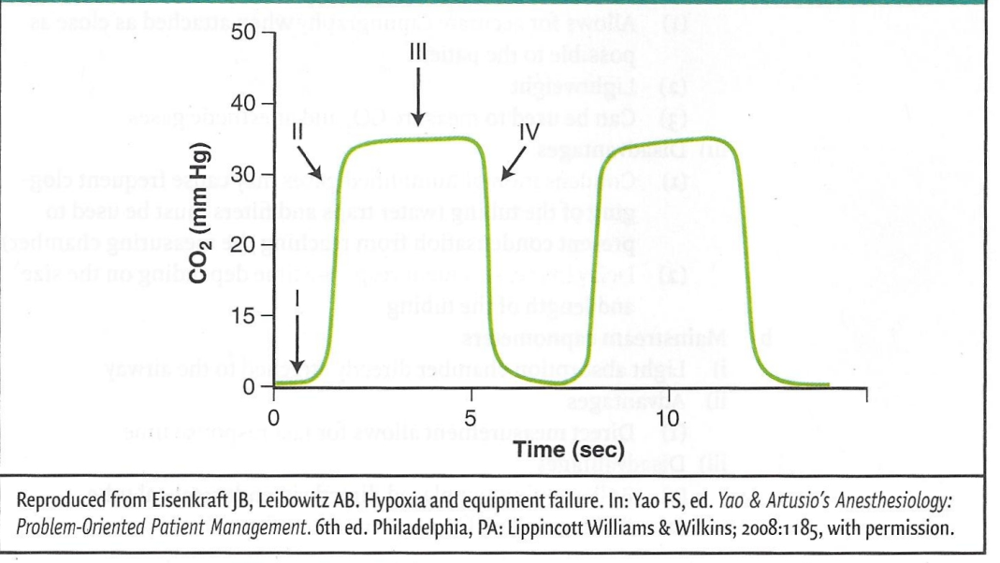 50
III
40
II
IV
30
CO₂ (mm Hg)
20
I
15
0
0 5 10
Time (sec)
Reproduced from Eisenkraft JB, Leibowitz AB. Hypoxia and equipment failure. In: Yao FS, ed. Yao & Artusio's Anesthesiology:
Problem-Oriented Patient Management. 6th ed. Philadelphia, PA: Lippincott Williams & Wilkins; 2008:1185, with permission.